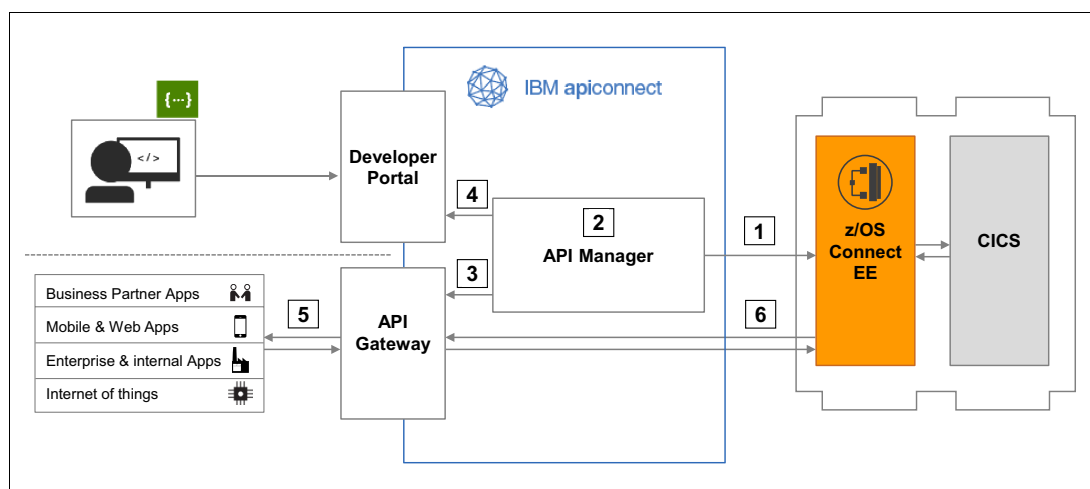 IBM apiconnect
{...}
</>
Developer
Portal
4
2
API Manager
1
z/OS
Connect
EE
CICS
3
Business Partner Apps
Mobile & Web Apps
Enterprise & internal Apps
Internet of things
5
API
Gateway
6